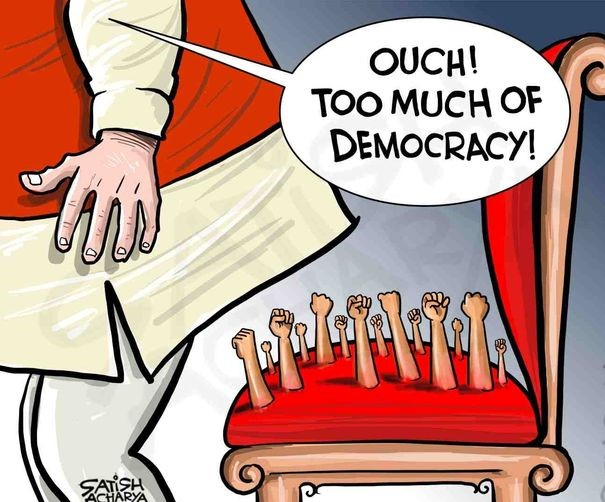 OUCH!
TOO MUCH OF
DEMOCRACY!
SATISH
ACHARYA